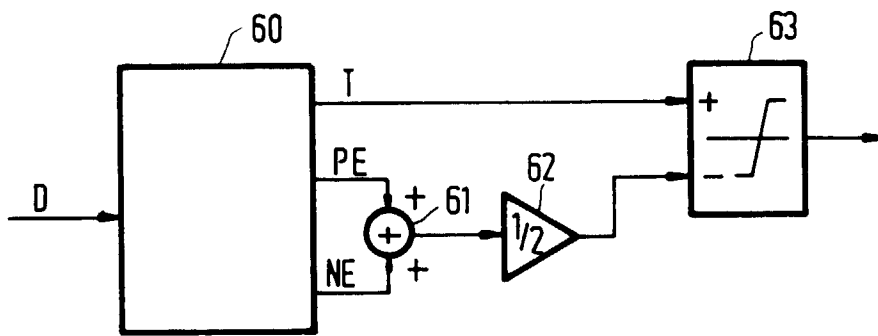 60
63
T
+
PE
+
61
62
−
D
+
1/2
NE
+